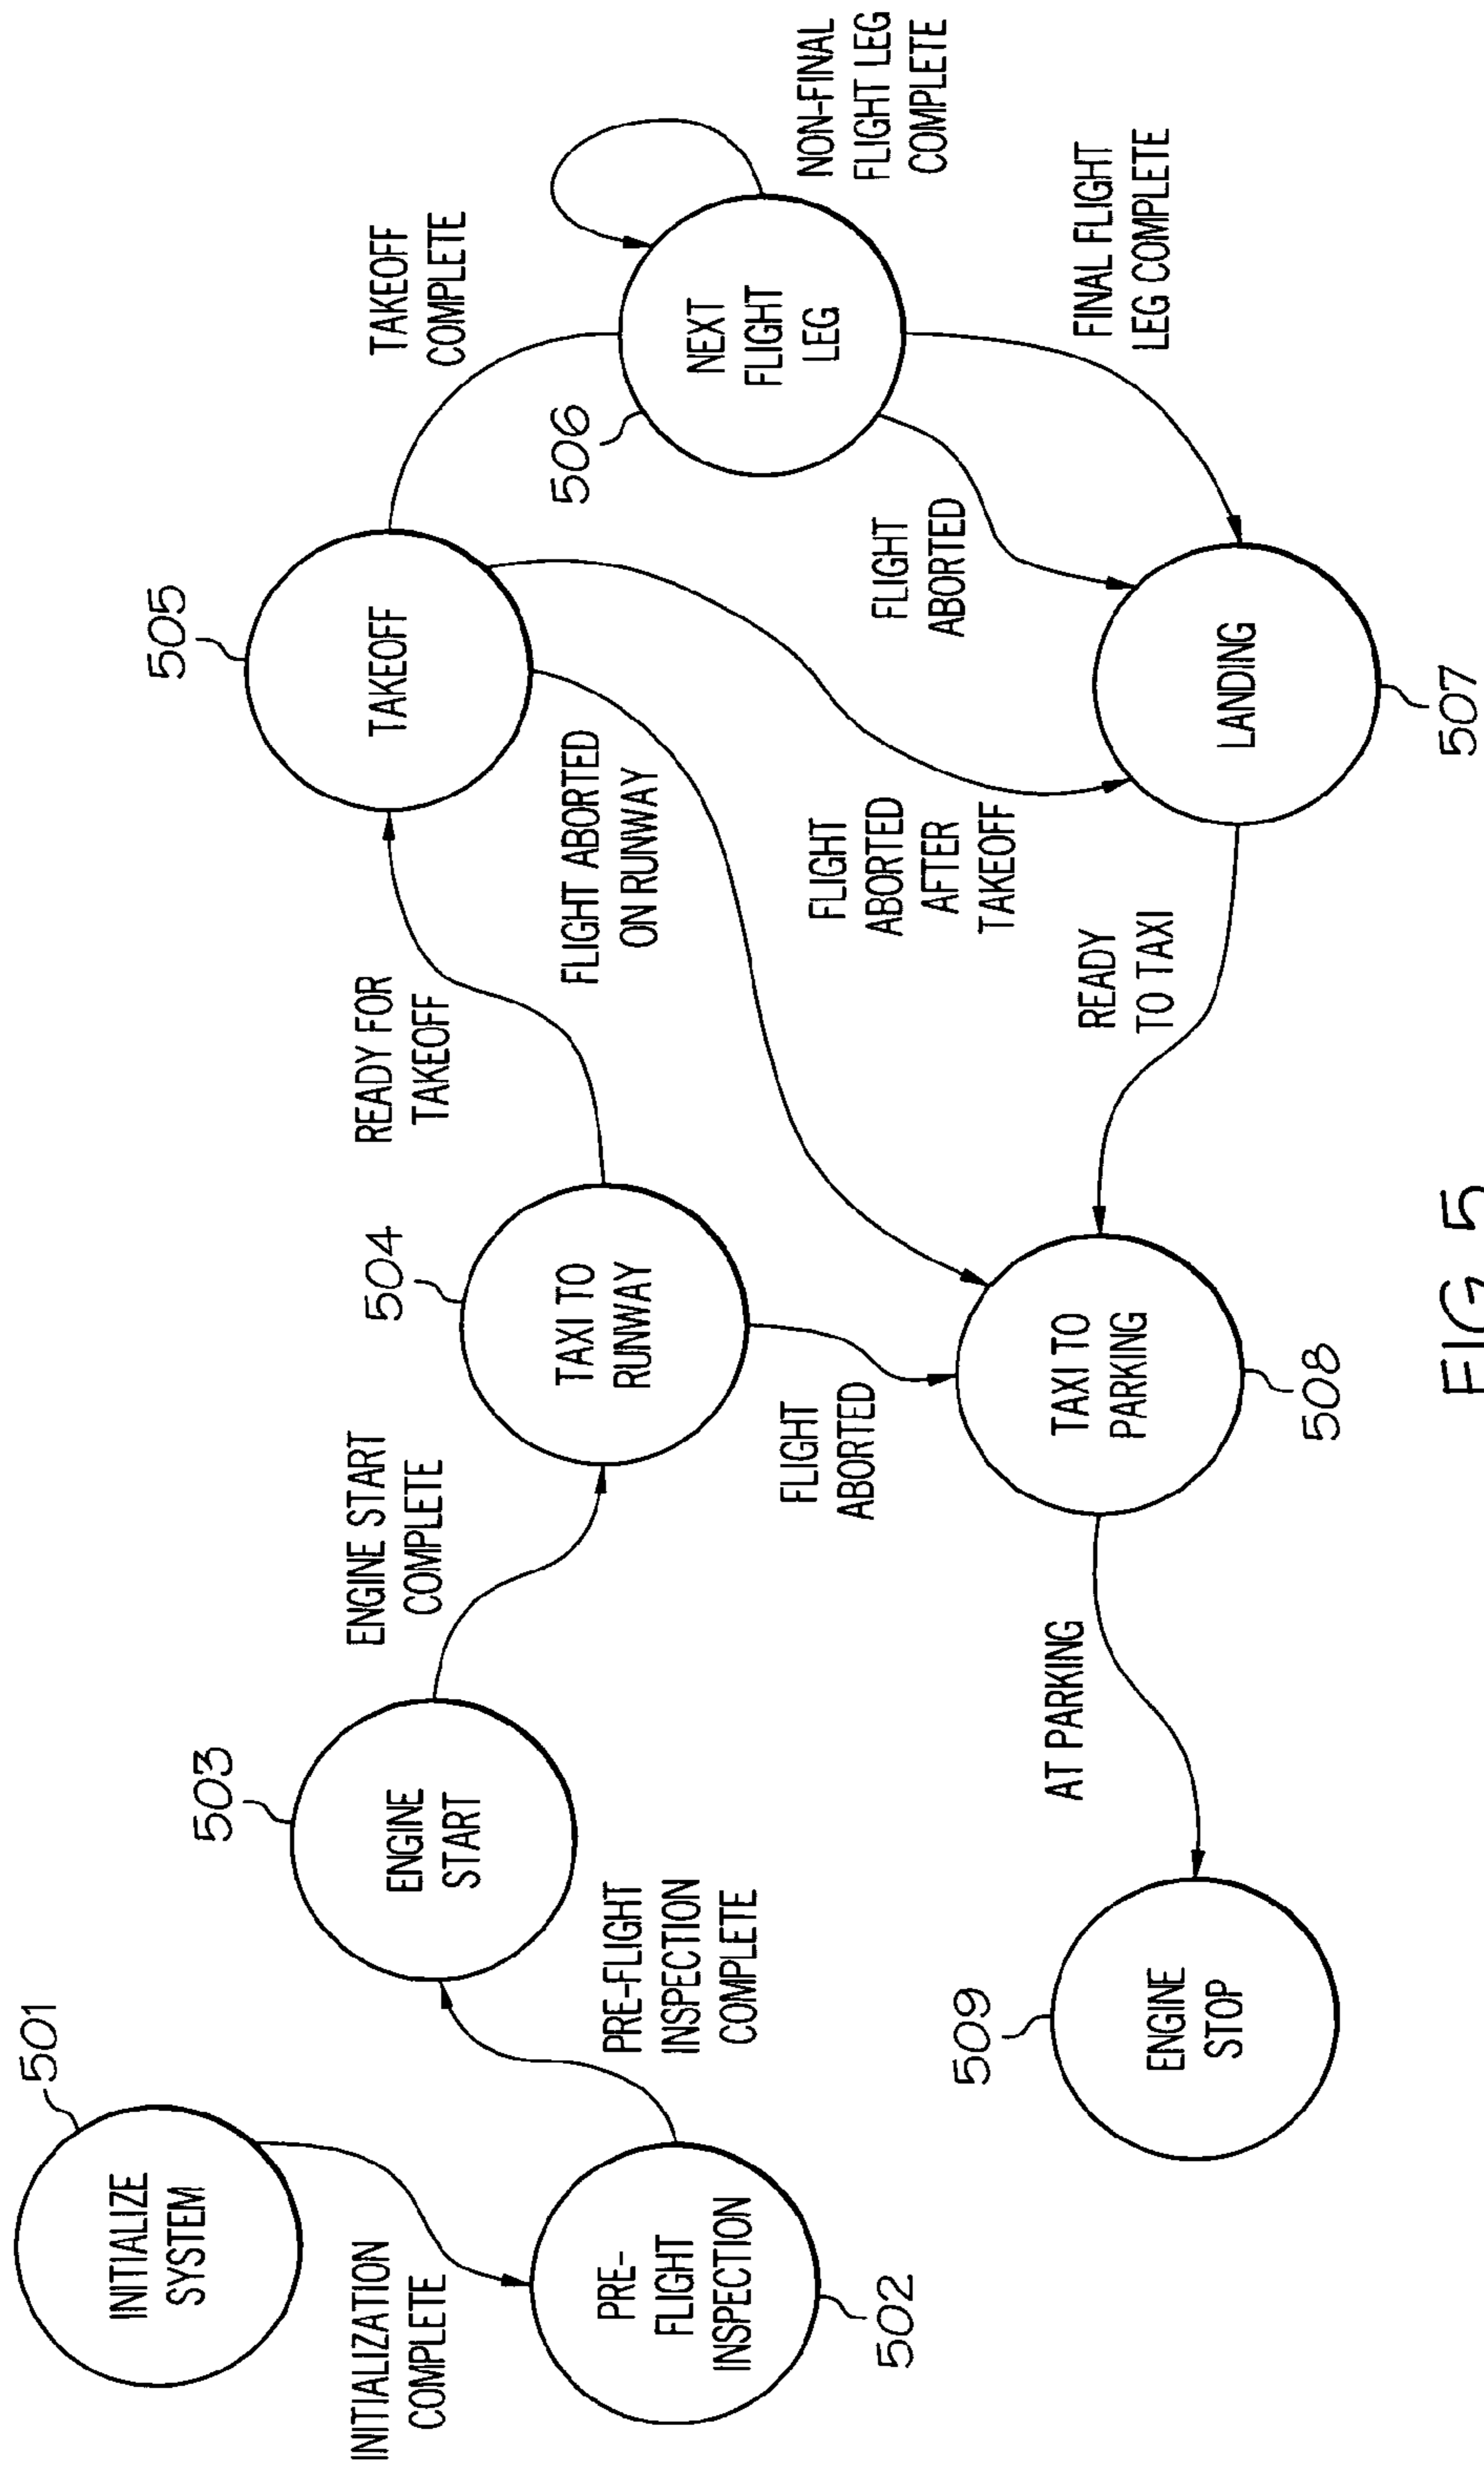 501
INITIALIZE
SYSTEM
INITIALIZATION
COMPLETE
PRE-
FLIGHT
INSPECTION
502
PRE-FLIGHT
INSPECTION
COMPLETE
503
ENGINE
START
ENGINE START
COMPLETE
504
TAXI TO
RUNWAY
READY FOR
TAKEOFF
FLIGHT
ABORTED
505
TAKEOFF
TAKEOFF
COMPLETE
FLIGHT ABORTED
ON RUNWAY
FLIGHT
ABORTED
AFTER
TAKEOFF
506
NEXT
FLIGHT
LEG
NON-FINAL
FLIGHT LEG
COMPLETE
FLIGHT
ABORTED
FINAL FLIGHT
LEG COMPLETE
LANDING
507
READY
TO TAXI
TAXI TO
PARKING
508
AT PARKING
509
ENGINE
STOP
FIG. 5